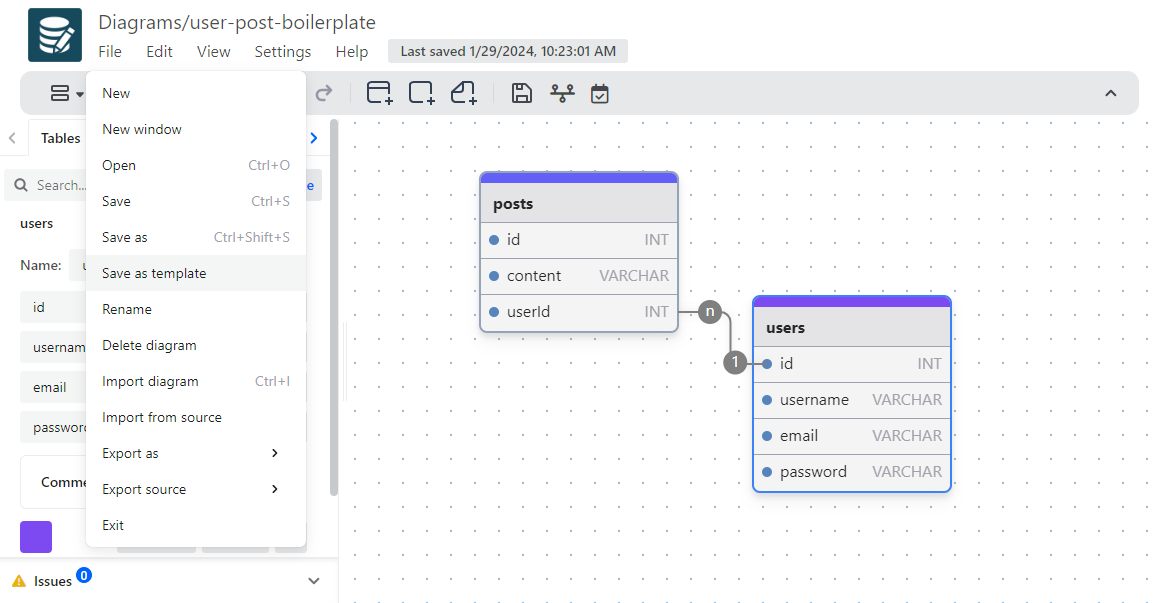 Diagrams/user-post-boilerplate
File Edit View Settings Help Last saved 1/29/2024, 10:23:01 AM
New
New window
Open Ctrl+O
Save Ctrl+S
Save as Ctrl+Shift+S
Save as template
Rename
Delete diagram
Import diagram Ctrl+I
Import from source
Export as
Export source
Exit
Tables
Search...
users
Name:
id
usernam
email
passwor
Comme
Issues 0
posts
id INT
content VARCHAR
userId INT
n
1
users
id INT
username VARCHAR
email VARCHAR
password VARCHAR